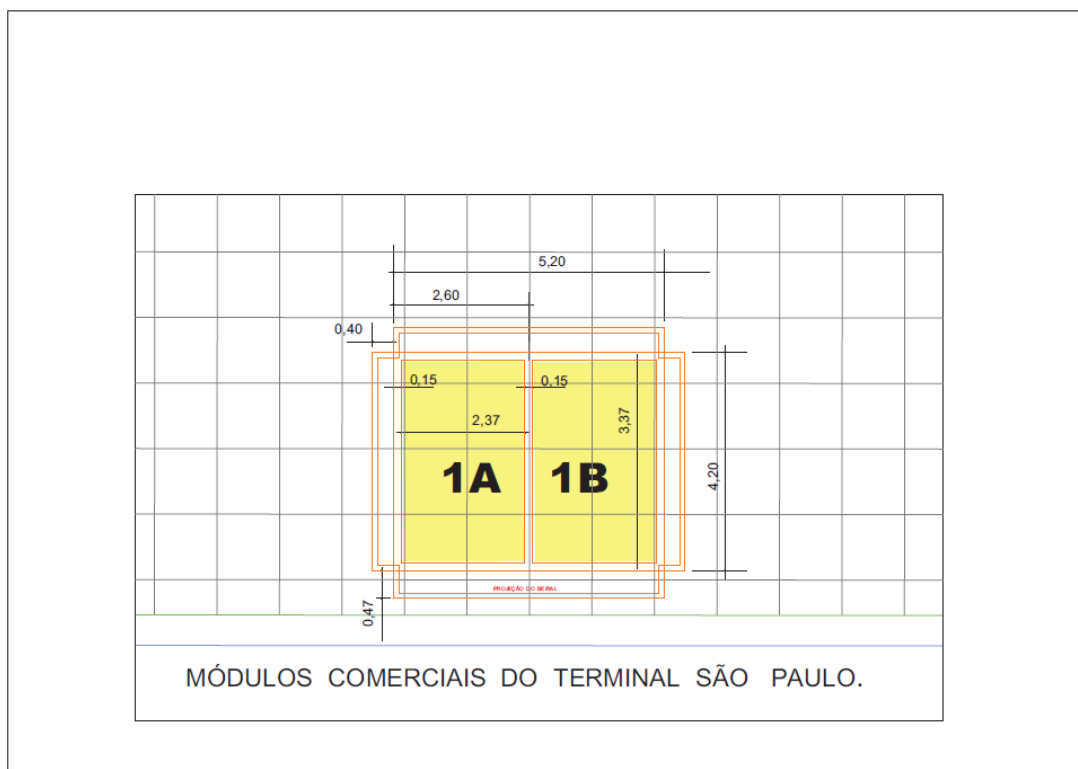 5,20
2,60
0,40
0,15
0,15
2,37
3,37
1A
1B
4,20
PROJEÇÃO DO BEIRAL
0,47
MÓDULOS COMERCIAIS DO TERMINAL SÃO PAULO.